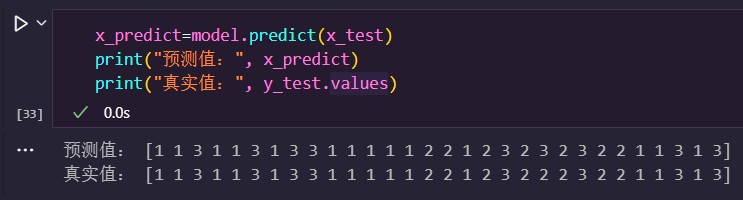 x_predict=model.predict(x_test)
print("预测值：", x_predict)
print("真实值：", y_test.values)
[33]
0.0s
预测值： [1 1 3 1 1 3 1 3 3 1 1 1 1 1 2 2 1 2 3 2 3 2 3 2 2 1 1 3 1 3]
真实值： [1 1 3 1 1 3 1 3 3 1 1 1 1 1 2 2 1 2 3 2 2 2 3 2 2 1 1 3 1 3]